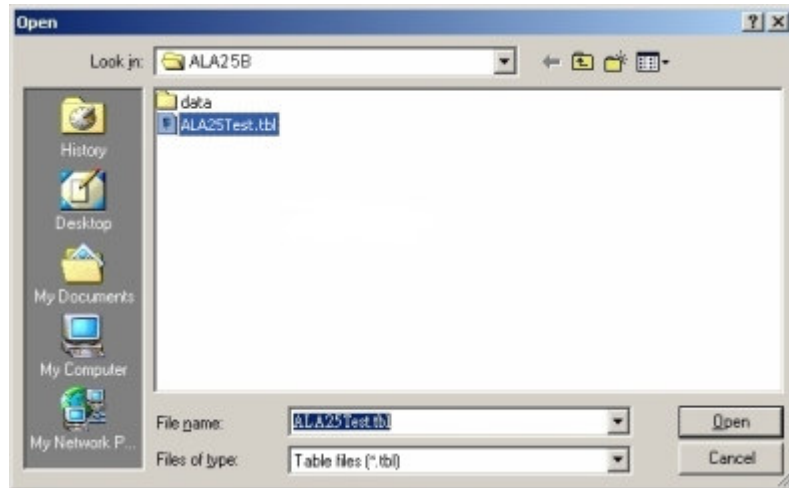 Open
Look in: ALA25B
data
ALA25Test.tbl
History
Desktop
My Documents
My Computer
My Network P...
File name: ALA25Test.tbl Open
Files of type: Table files (*.tbl) Cancel